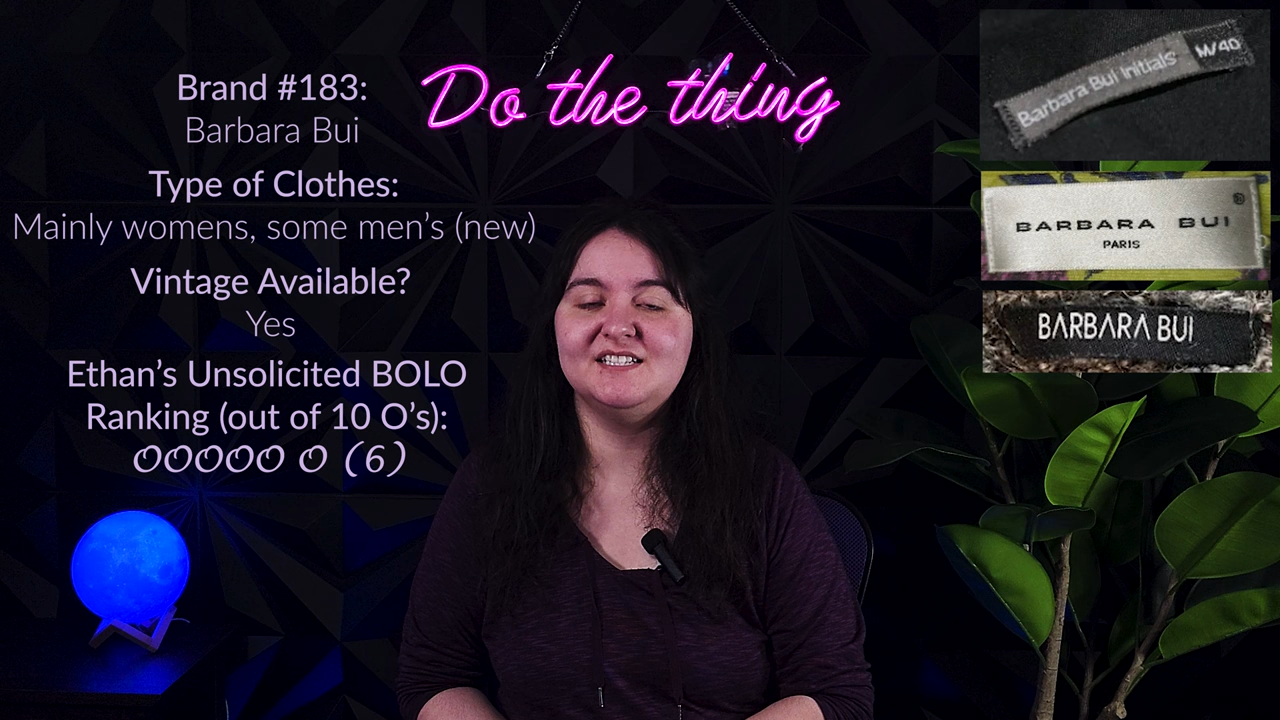 Brand #183:
Barbara Bui
Type of Clothes:
Mainly womens, some men's (new)
Vintage Available?
Yes
Ethan's Unsolicited BOLO
Ranking (out of 10 O's):
OOOOO O (6)
Do the thing
Barbara Bui Initials M/40
BARBARA BUI ®
PARIS
BARBARA BUI